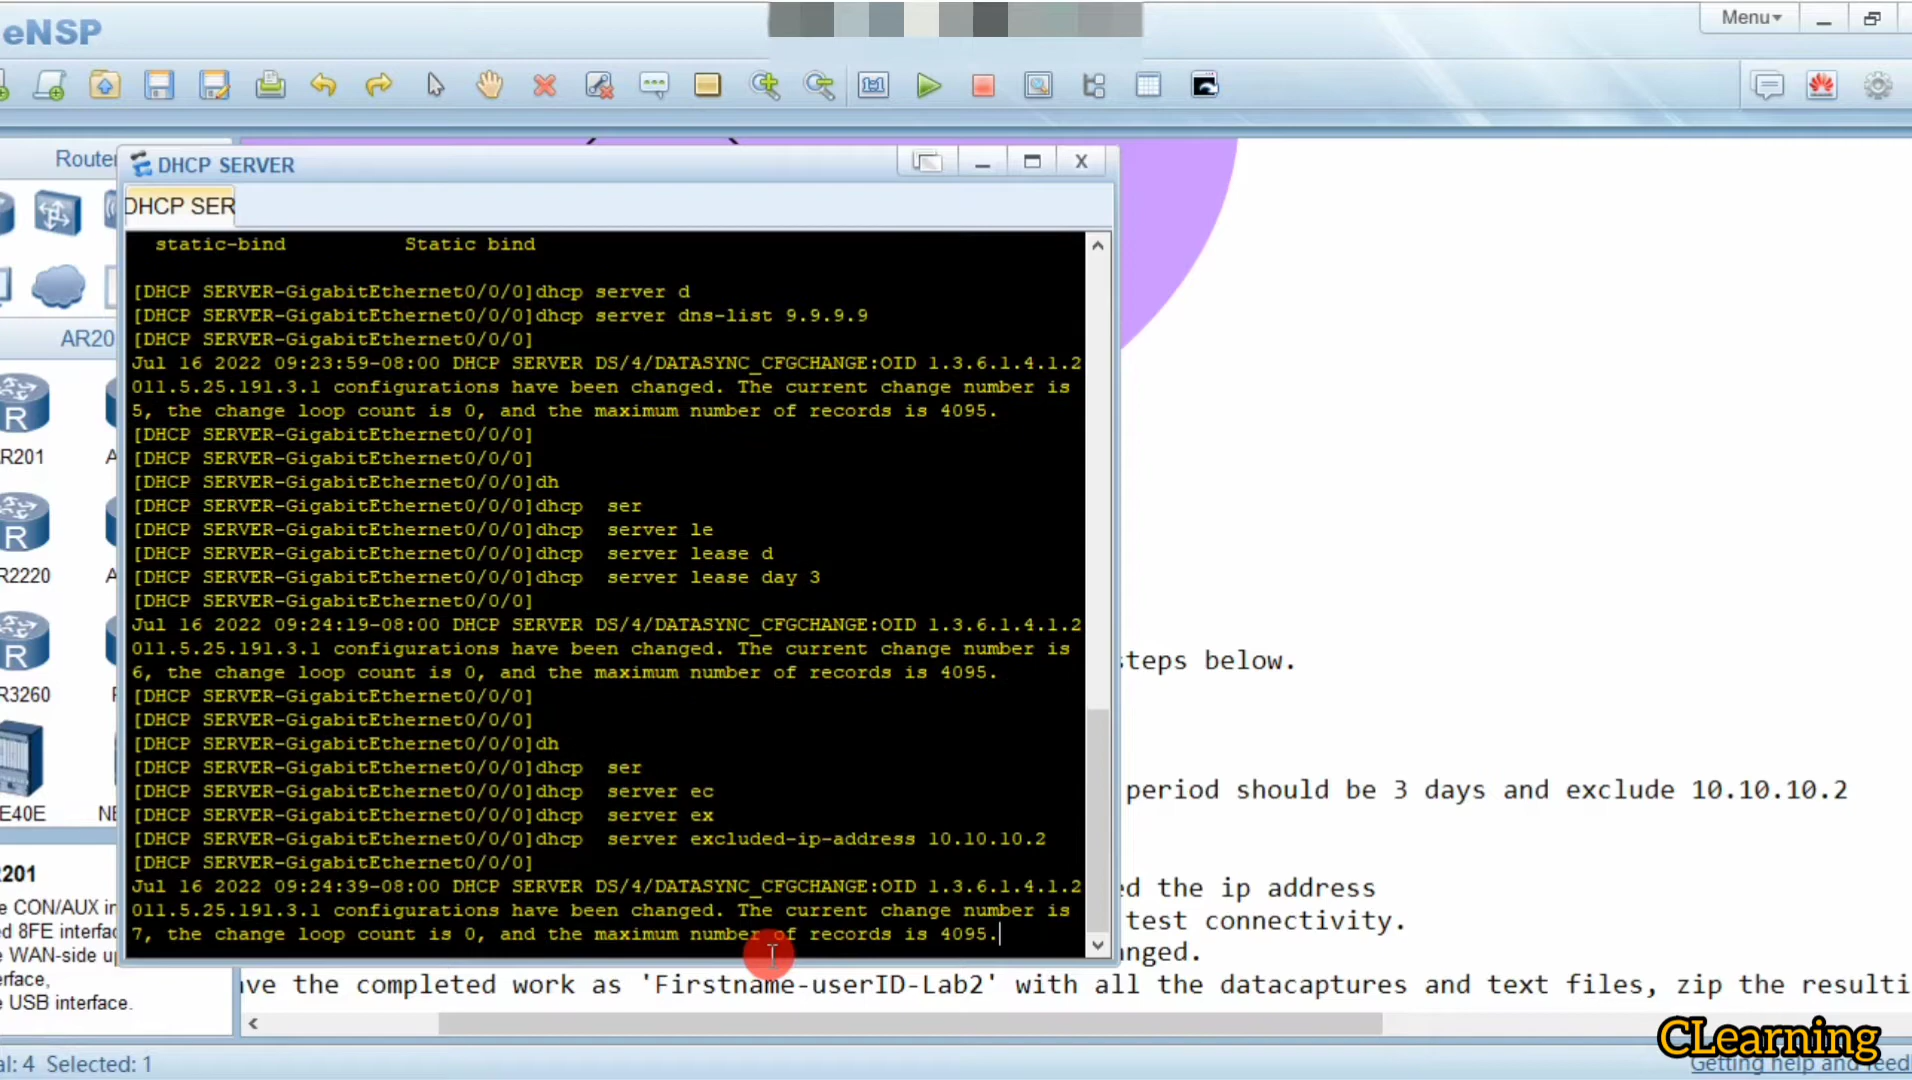 eNSP
Menu
Router
DHCP SERVER
DHCP SER
static-bind Static bind
[DHCP SERVER-GigabitEthernet0/0/0]dhcp server d
[DHCP SERVER-GigabitEthernet0/0/0]dhcp server dns-list 9.9.9.9
[DHCP SERVER-GigabitEthernet0/0/0]
Jul 16 2022 09:23:59-08:00 DHCP SERVER DS/4/DATASYNC_CFGCHANGE:OID 1.3.6.1.4.1.2
011.5.25.191.3.1 configurations have been changed. The current change number is
5, the change loop count is 0, and the maximum number of records is 4095.
[DHCP SERVER-GigabitEthernet0/0/0]
[DHCP SERVER-GigabitEthernet0/0/0]
[DHCP SERVER-GigabitEthernet0/0/0]dh
[DHCP SERVER-GigabitEthernet0/0/0]dhcp ser
[DHCP SERVER-GigabitEthernet0/0/0]dhcp server le
[DHCP SERVER-GigabitEthernet0/0/0]dhcp server lease d
[DHCP SERVER-GigabitEthernet0/0/0]dhcp server lease day 3
[DHCP SERVER-GigabitEthernet0/0/0]
Jul 16 2022 09:24:19-08:00 DHCP SERVER DS/4/DATASYNC_CFGCHANGE:OID 1.3.6.1.4.1.2
011.5.25.191.3.1 configurations have been changed. The current change number is
6, the change loop count is 0, and the maximum number of records is 4095.
[DHCP SERVER-GigabitEthernet0/0/0]
[DHCP SERVER-GigabitEthernet0/0/0]
[DHCP SERVER-GigabitEthernet0/0/0]dh
[DHCP SERVER-GigabitEthernet0/0/0]dhcp ser
[DHCP SERVER-GigabitEthernet0/0/0]dhcp server ec
[DHCP SERVER-GigabitEthernet0/0/0]dhcp server ex
[DHCP SERVER-GigabitEthernet0/0/0]dhcp server excluded-ip-address 10.10.10.2
[DHCP SERVER-GigabitEthernet0/0/0]
Jul 16 2022 09:24:39-08:00 DHCP SERVER DS/4/DATASYNC_CFGCHANGE:OID 1.3.6.1.4.1.2
011.5.25.191.3.1 configurations have been changed. The current change number is
7, the change loop count is 0, and the maximum number of records is 4095.
AR20
R201
R2220
R3260
E40E NE
201
e CON/AUX in
ed 8FE interfac
e WAN-side up
erface,
e USB interface.
steps below.
period should be 3 days and exclude 10.10.10.2
ed the ip address
test connectivity.
nged.
ave the completed work as 'Firstname-userID-Lab2' with all the datacaptures and text files, zip the resulti
al: 4 Selected: 1
CLearning
Getting help and feed